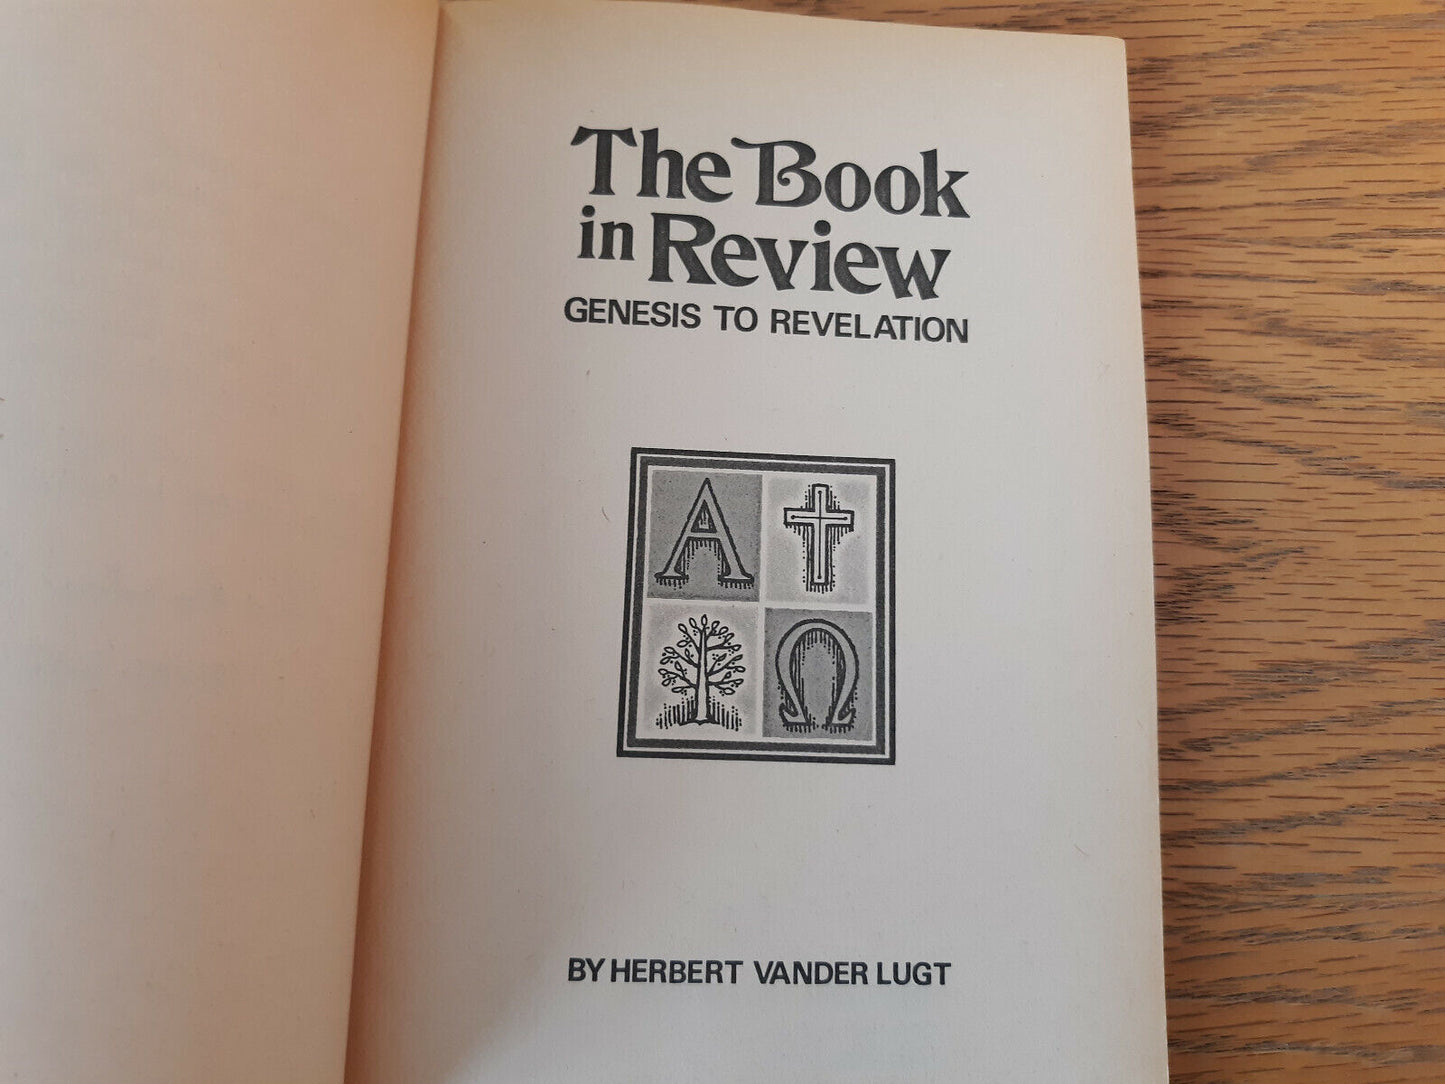 The Book
in Review
GENESIS TO REVELATION
A
Ω
BY HERBERT VANDER LUGT